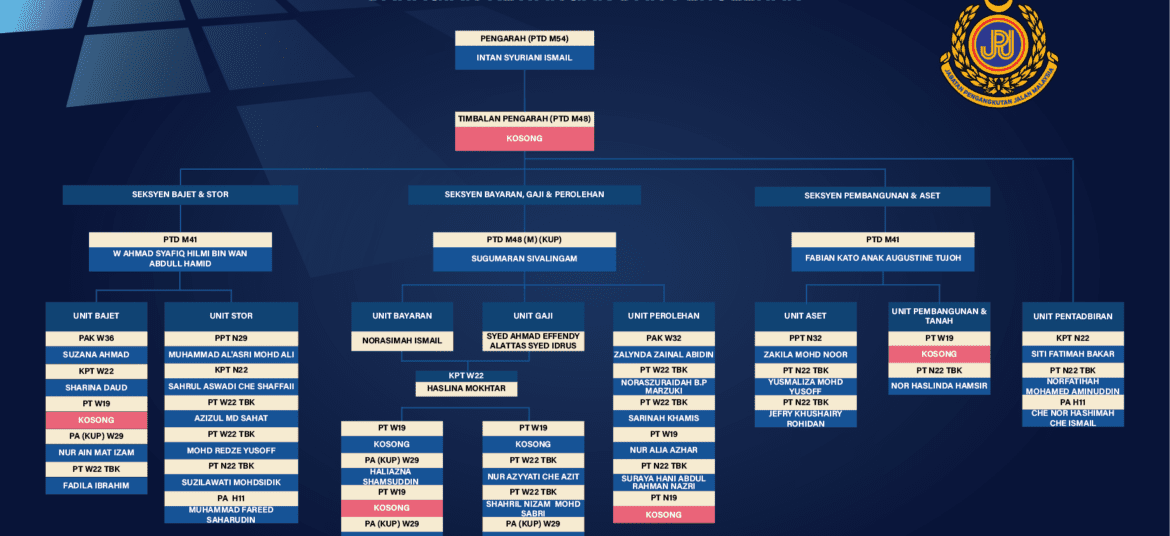 BAHAGIAN KEWANGAN DAN PEROLEHAN
JPJ
JABATAN PENGANGKUTAN JALAN MALAYSIA
PENGARAH (PTD M54)
INTAN SYURIANI ISMAIL
TIMBALAN PENGARAH (PTD M48)
KOSONG
SEKSYEN BAJET & STOR
PTD M41
W AHMAD SYAFIQ HILMI BIN WAN
ABDULL HAMID
UNIT BAJET
PAK W36
SUZANA AHMAD
KPT W22
SHARINA DAUD
PT W19
KOSONG
PA (KUP) W29
NUR AIN MAT IZAM
PT W22 TBK
FADILA IBRAHIM
UNIT STOR
PPT N29
MUHAMMAD AL'ASRI MOHD ALI
KPT N22
SAHRUL ASWADI CHE SHAFFAII
PT W22 TBK
AZIZUL MD SAHAT
PT W22 TBK
MOHD REDZE YUSOFF
PT N22 TBK
SUZILAWATI MOHDSIDIK
PA H11
MUHAMMAD FAREED
SAHARUDIN
SEKSYEN BAYARAN, GAJI & PEROLEHAN
PTD M48 (M) (KUP)
SUGUMARAN SIVALINGAM
UNIT BAYARAN
NORASIMAH ISMAIL
UNIT GAJI
SYED AHMAD EFFENDY
ALATTAS SYED IDRUS
KPT W22
HASLINA MOKHTAR
PT W19
KOSONG
PA (KUP) W29
HALIAZNA
SHAMSUDDIN
PT W19
KOSONG
PA (KUP) W29
PT W19
KOSONG
PT W22 TBK
NUR AZYYATI CHE AZIT
PT W22 TBK
SHAHRIL NIZAM MOHD
SABRI
PA (KUP) W29
UNIT PEROLEHAN
PAK W32
ZALYNDA ZAINAL ABIDIN
PT W22 TBK
NORASZURAIDAH B.P
MARZUKI
PT W22 TBK
SARINAH KHAMIS
PT W19
NUR ALIA AZHAR
PT N22 TBK
SURAYA HANI ABDUL
RAHMAN NAZRI
PT N19
KOSONG
SEKSYEN PEMBANGUNAN & ASET
PTD M41
FABIAN KATO ANAK AUGUSTINE TUJOH
UNIT ASET
PPT N32
ZAKILA MOHD NOOR
PT N22 TBK
YUSMALIZA MOHD
YUSOFF
PT N22 TBK
JEFRY KHUSHAIRY
ROHIDAN
UNIT PEMBANGUNAN &
TANAH
PT W19
KOSONG
PT N22 TBK
NOR HASLINDA HAMSIR
UNIT PENTADBIRAN
KPT N22
SITI FATIMAH BAKAR
PT N22 TBK
NORFATIHAH
MOHAMED AMINUDDIN
PA H11
CHE NOR HASHIMAH
CHE ISMAIL